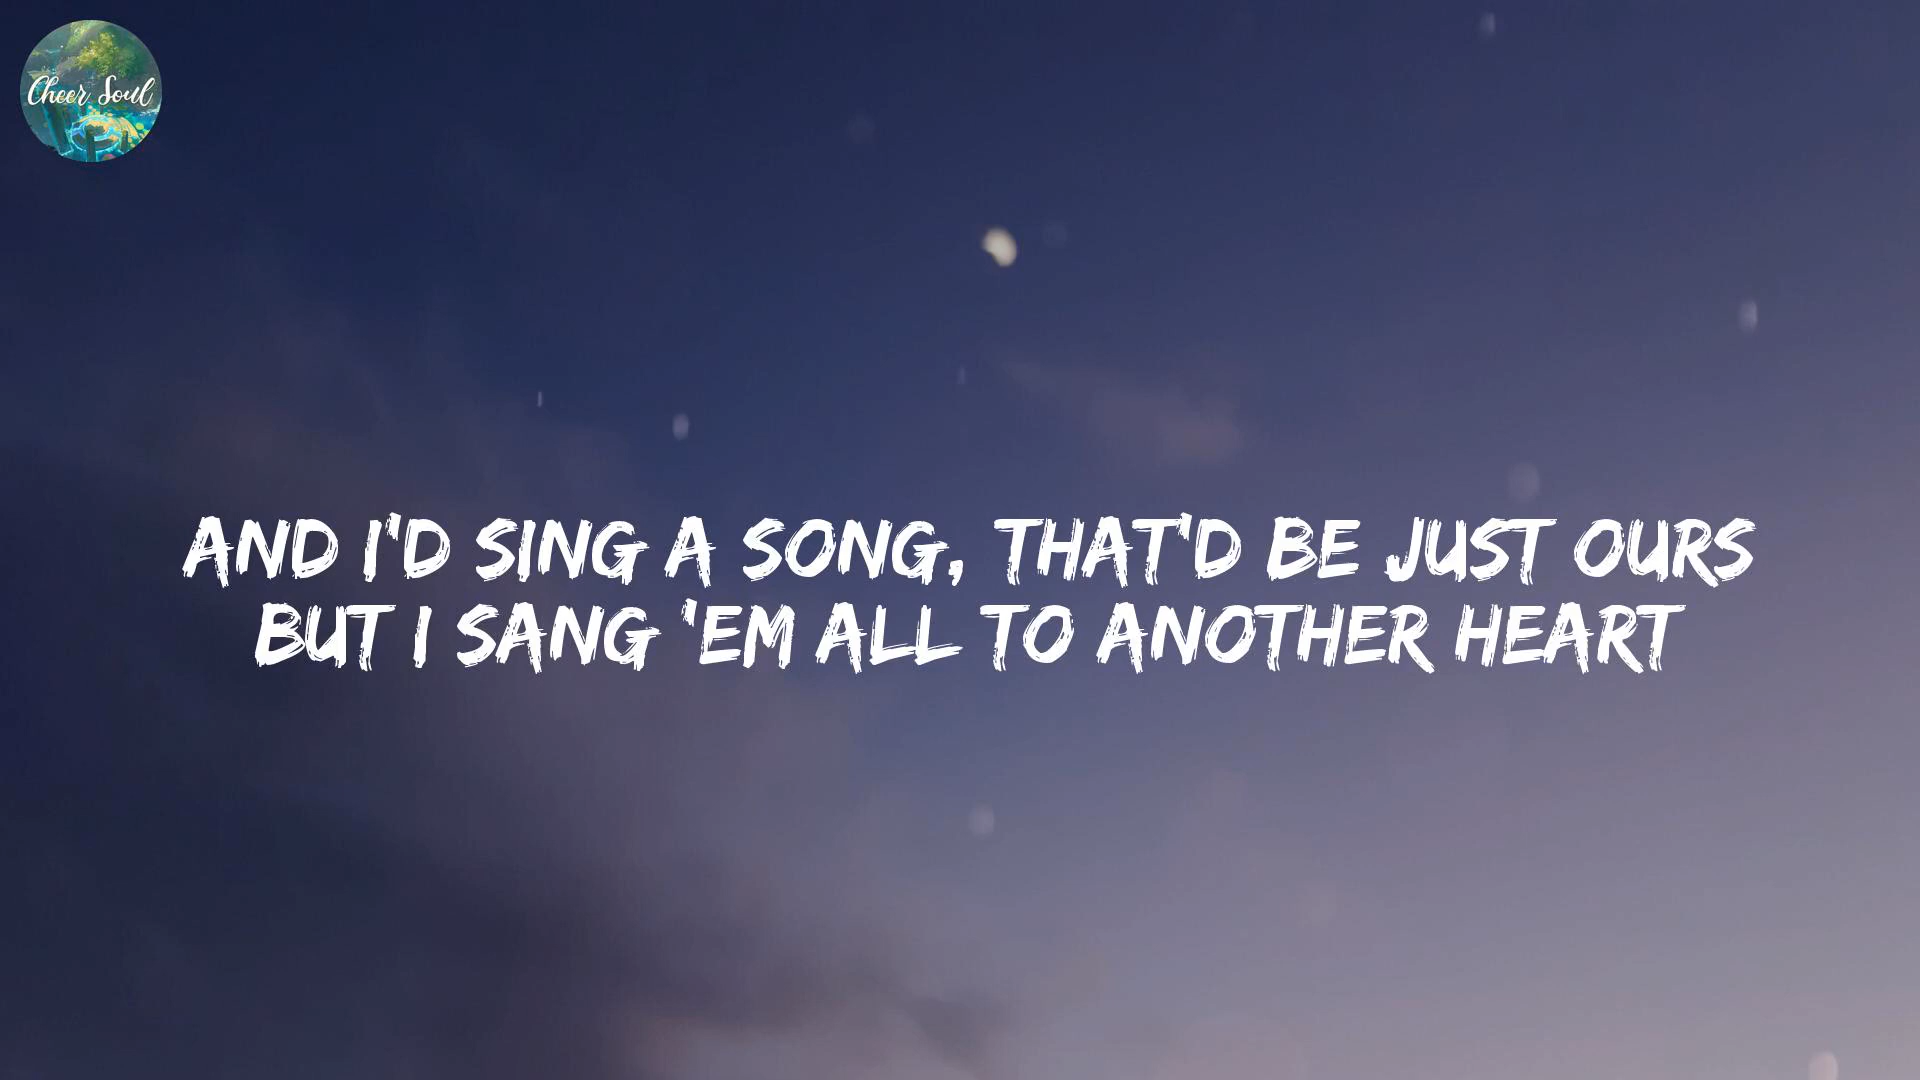 Cheer Soul
AND I'D SING A SONG, THAT'D BE JUST OURS
BUT I SANG 'EM ALL TO ANOTHER HEART